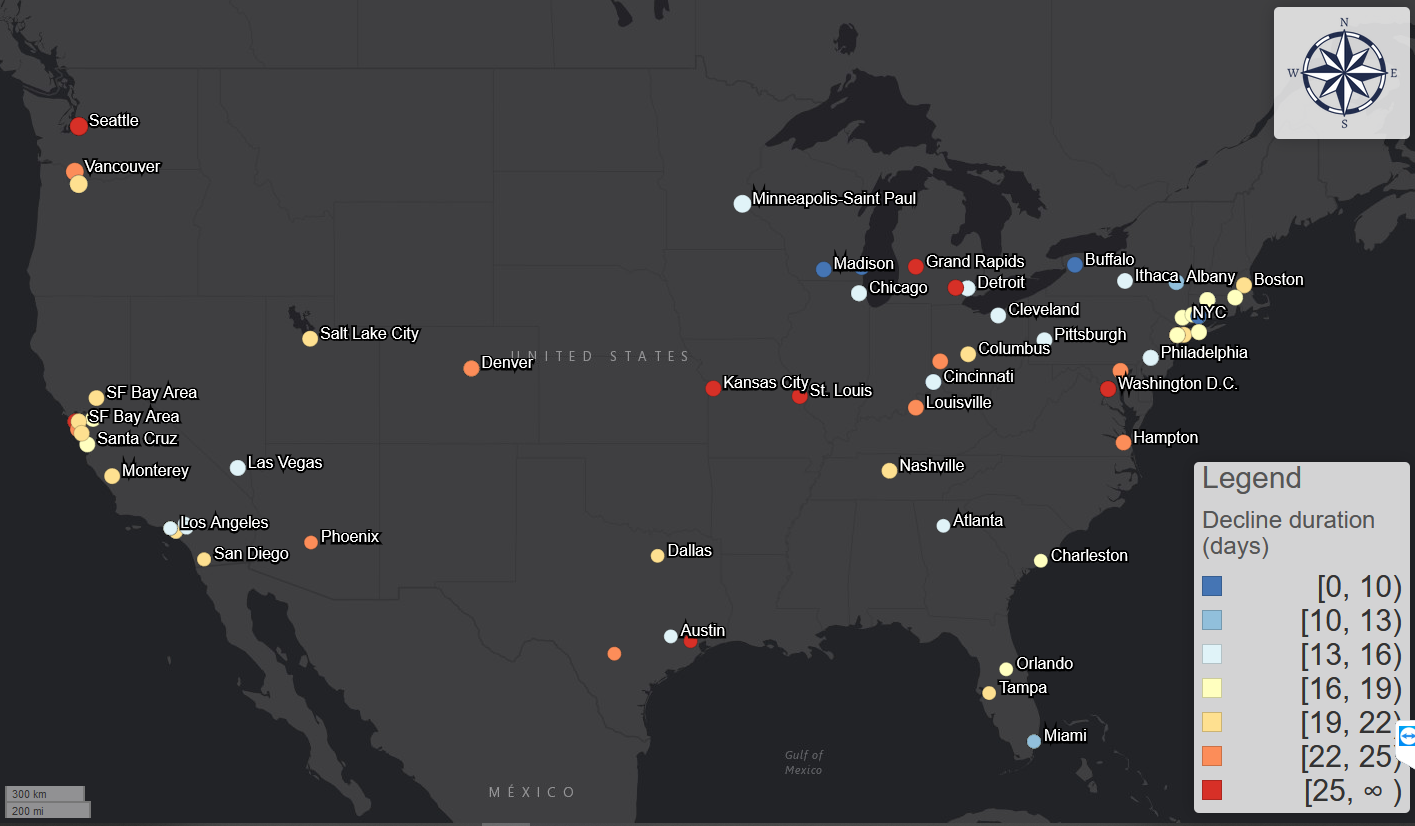 N
W
E
S
Seattle
Vancouver
Minneapolis-Saint Paul
Madison
Grand Rapids
Buffalo
Chicago
Detroit
Ithaca
Albany
Boston
Cleveland
NYC
Salt Lake City
Pittsburgh
Columbus
Philadelphia
UNITED STATES
Denver
Cincinnati
Kansas City
St. Louis
Washington D.C.
SF Bay Area
Louisville
SF Bay Area
Santa Cruz
Hampton
Las Vegas
Monterey
Nashville
Los Angeles
Atlanta
Phoenix
San Diego
Dallas
Charleston
Austin
Orlando
Tampa
Miami
Gulf of
Mexico
MÉXICO
300 km
200 mi
Legend
Decline duration
(days)
[0, 10)
[10, 13)
[13, 16)
[16, 19)
[19, 22)
[22, 25)
[25, ∞ )